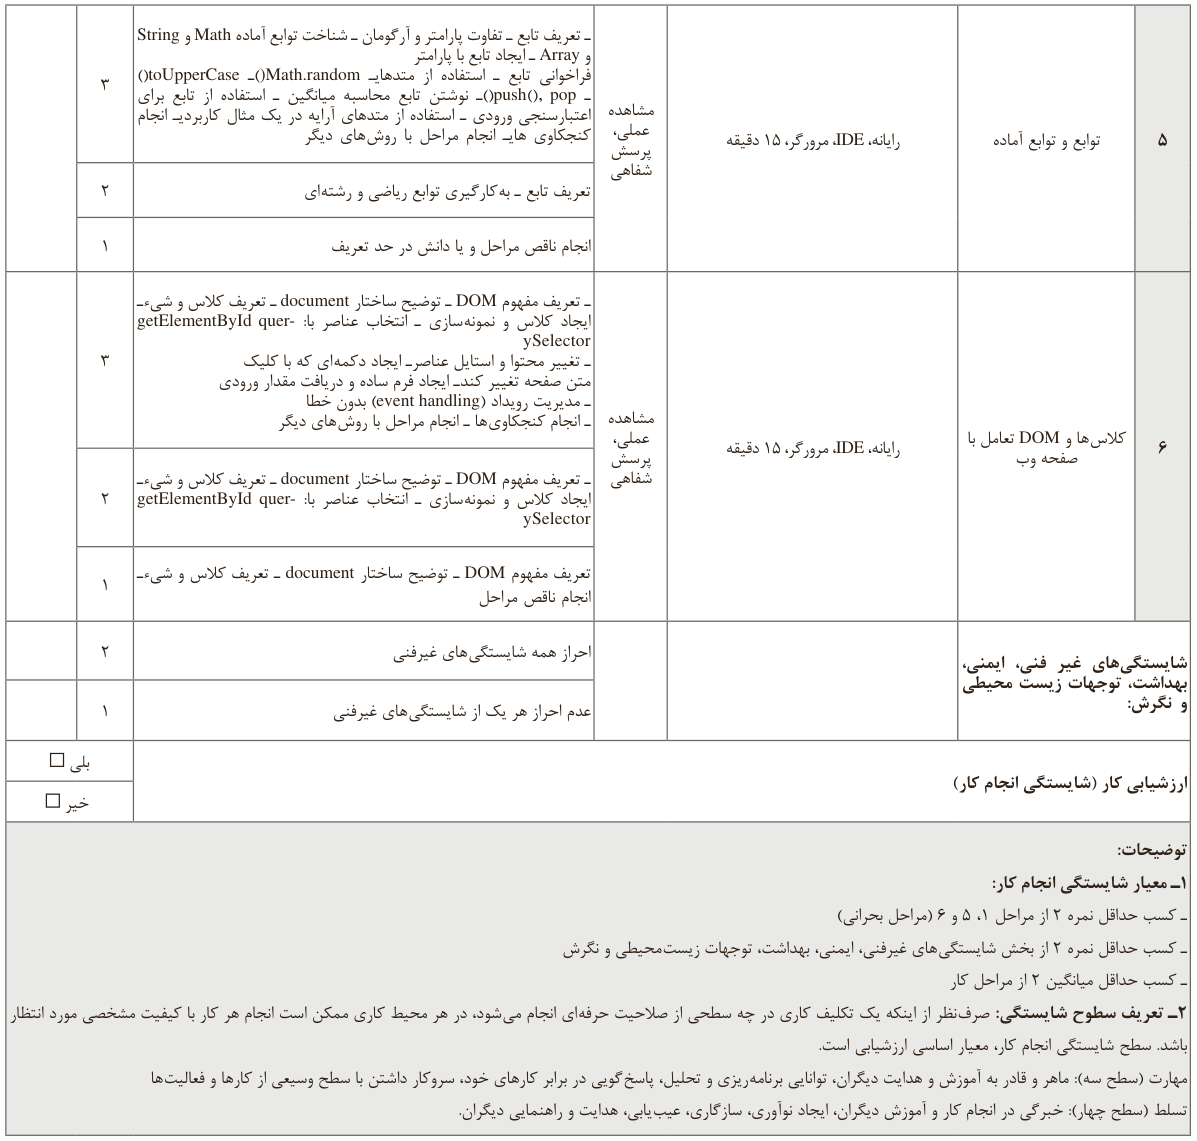 ۵
توابع و توابع آماده
رایانه، IDE، مرورگر، ۱۵ دقیقه
مشاهده
عملی،
پرسش
شفاهی
ـ تعریف تابع ـ تفاوت پارامتر و آرگومان ـ شناخت توابع آماده Math و String
و Array ـ ایجاد تابع با پارامتر
فراخوانی تابع ـ استفاده از متدهایـ Math.random()ـ toUpperCase()
ـ push(), pop()ـ نوشتن تابع محاسبه میانگین ـ استفاده از تابع برای
اعتبارسنجی ورودی ـ استفاده از متدهای آرایه در یک مثال کاربردیـ انجام
کنجکاوی هایـ انجام مراحل با روش‌های دیگر
۳
تعریف تابع ـ به‌کارگیری توابع ریاضی و رشته‌ای
۲
انجام ناقص مراحل و یا دانش در حد تعریف
۱
۶
کلاس‌ها و DOM تعامل با
صفحه وب
رایانه، IDE، مرورگر، ۱۵ دقیقه
مشاهده
عملی،
پرسش
شفاهی
ـ تعریف مفهوم DOM ـ توضیح ساختار document ـ تعریف کلاس و شیءـ
ایجاد کلاس و نمونه‌سازی ـ انتخاب عناصر با: getElementById quer-
ySelector
ـ تغییر محتوا و استایل عناصرـ ایجاد دکمه‌ای که با کلیک
متن صفحه تغییر کندـ ایجاد فرم ساده و دریافت مقدار ورودی
ـ مدیریت رویداد (event handling) بدون خطا
ـ انجام کنجکاوی‌ها ـ انجام مراحل با روش‌های دیگر
۳
ـ تعریف مفهوم DOM ـ توضیح ساختار document ـ تعریف کلاس و شیءـ
ایجاد کلاس و نمونه‌سازی ـ انتخاب عناصر با: getElementById quer-
ySelector
۲
تعریف مفهوم DOM ـ توضیح ساختار document ـ تعریف کلاس و شیءـ
انجام ناقص مراحل
۱
شایستگی‌های غیر فنی، ایمنی،
بهداشت، توجهات زیست محیطی
و نگرش:
احراز همه شایستگی‌های غیرفنی
۲
عدم احراز هر یک از شایستگی‌های غیرفنی
۱
ارزشیابی کار (شایستگی انجام کار)
بلی □
خیر □
توضیحات:
۱ـ معیار شایستگی انجام کار:
ـ کسب حداقل نمره ۲ از مراحل ۱، ۵ و ۶ (مراحل بحرانی)
ـ کسب حداقل نمره ۲ از بخش شایستگی‌های غیرفنی، ایمنی، بهداشت، توجهات زیست‌محیطی و نگرش
ـ کسب حداقل میانگین ۲ از مراحل کار
۲ـ تعریف سطوح شایستگی: صرف‌نظر از اینکه یک تکلیف کاری در چه سطحی از صلاحیت حرفه‌ای انجام می‌شود، در هر محیط کاری ممکن است انجام هر کار با کیفیت مشخصی مورد انتظار
باشد. سطح شایستگی انجام کار، معیار اساسی ارزشیابی است.
مهارت (سطح سه): ماهر و قادر به آموزش و هدایت دیگران، توانایی برنامه‌ریزی و تحلیل، پاسخ‌گویی در برابر کارهای خود، سروکار داشتن با سطح وسیعی از کارها و فعالیت‌ها
تسلط (سطح چهار): خبرگی در انجام کار و آموزش دیگران، ایجاد نوآوری، سازگاری، عیب‌یابی، هدایت و راهنمایی دیگران.